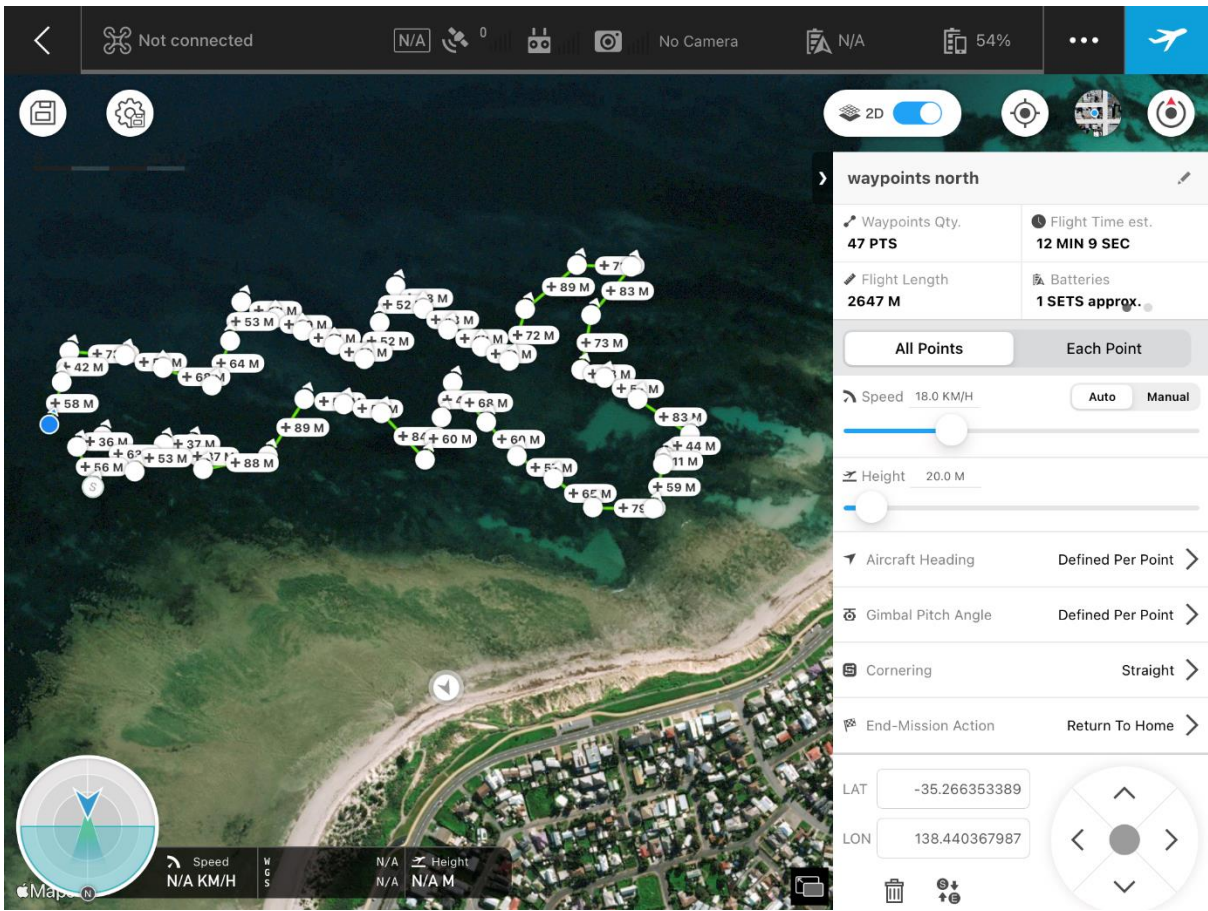 Not connected
N/A
0
No Camera
N/A
54%
2D
waypoints north
Waypoints Qty.
47 PTS
Flight Time est.
12 MIN 9 SEC
Flight Length
2647 M
Batteries
1 SETS approx.
All Points
Each Point
Speed 18.0 KM/H
Auto
Manual
Height 20.0 M
Aircraft Heading
Defined Per Point
Gimbal Pitch Angle
Defined Per Point
Cornering
Straight
End-Mission Action
Return To Home
LAT
-35.266353389
LON
138.440367987
S
E
+ 89 M
+ 83 M
+ 53 M
+ 52 M
+ 72 M
+ 73 M
+ 64 M
+ 42 M
+ 58 M
+ 68 M
+ 83 M
+ 89 M
+ 36 M
+ 37 M
+ 60 M
+ 60 M
+ 44 M
11 M
+ 53 M
+ 88 M
+ 56 M
+ 59 M
S
Speed
N/A KM/H
W
G
S
N/A
N/A
Height
N/A M
Maps
N